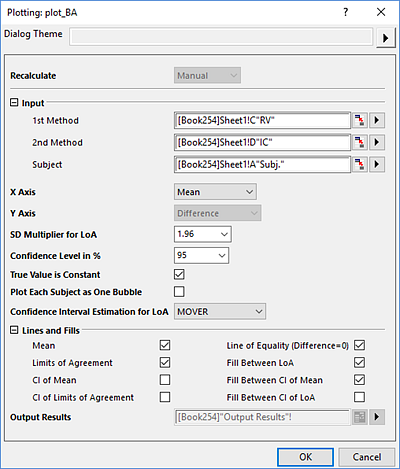 Plotting: plot_BA ? ×
Dialog Theme
Recalculate Manual
Input
1st Method [Book254]Sheet1!C"RV"
2nd Method [Book254]Sheet1!D"IC"
Subject [Book254]Sheet1!A"Subj."
X Axis Mean
Y Axis Difference
SD Multiplier for LoA 1.96
Confidence Level in % 95
True Value is Constant
Plot Each Subject as One Bubble
Confidence Interval Estimation for LoA MOVER
Lines and Fills
Mean Line of Equality (Difference=0)
Limits of Agreement Fill Between LoA
CI of Mean Fill Between CI of Mean
CI of Limits of Agreement Fill Between CI of LoA
Output Results [Book254]"Output Results"!
OK Cancel